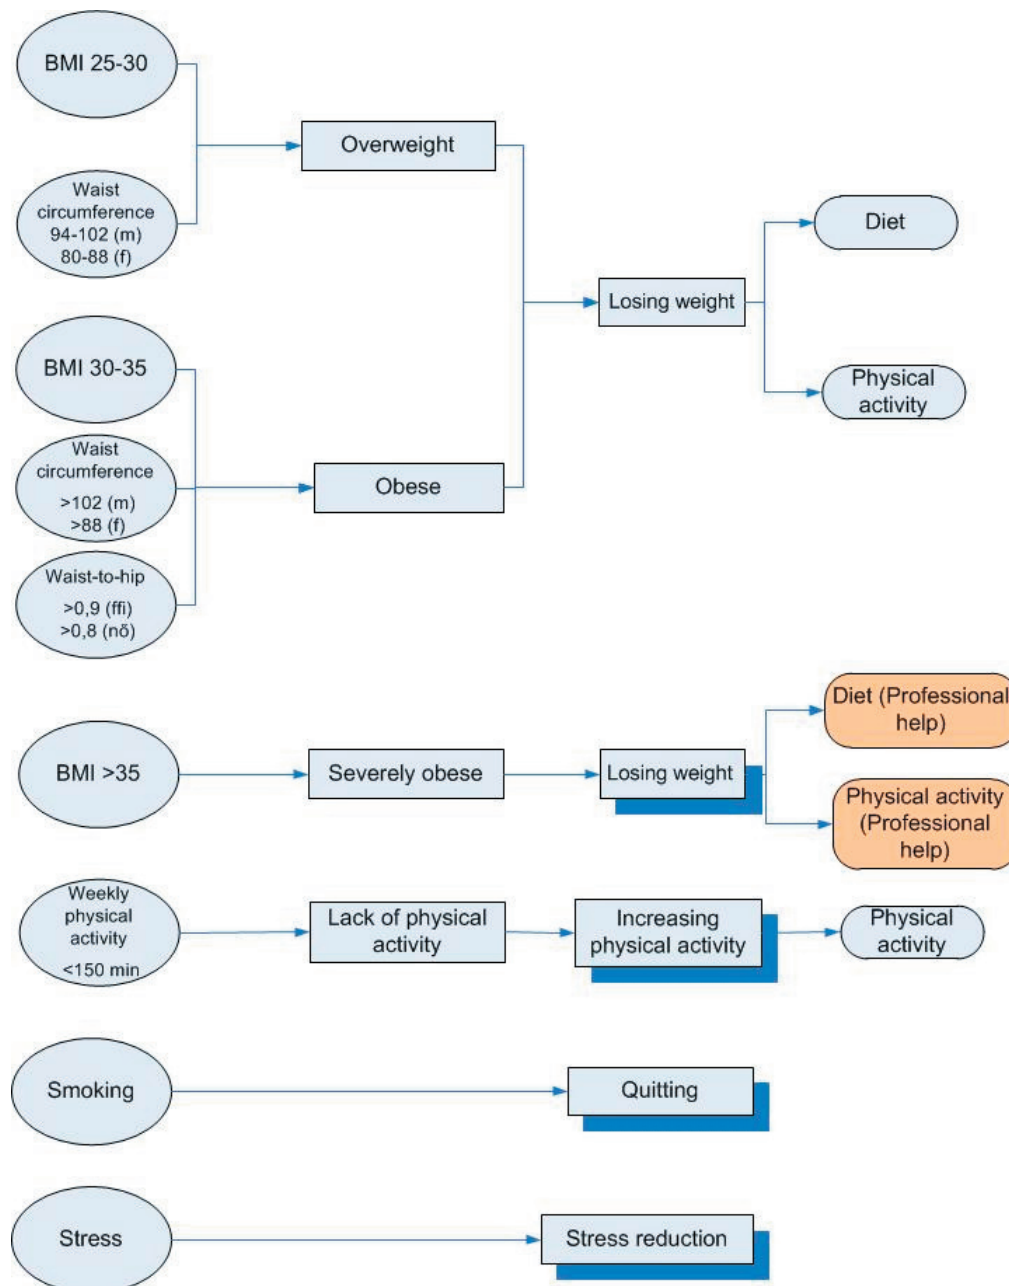 BMI 25-30
Overweight
Waist
circumference
94-102 (m)
80-88 (f)
Diet
Losing weight
BMI 30-35
Physical
activity
Waist
circumference
>102 (m)
>88 (f)
Obese
Waist-to-hip
>0,9 (ffi)
>0,8 (nő)
Diet (Professional
help)
BMI >35
Severely obese
Losing weight
Physical activity
(Professional
help)
Weekly
physical
activity
<150 min
Lack of physical
activity
Increasing
physical activity
Physical
activity
Smoking
Quitting
Stress
Stress reduction